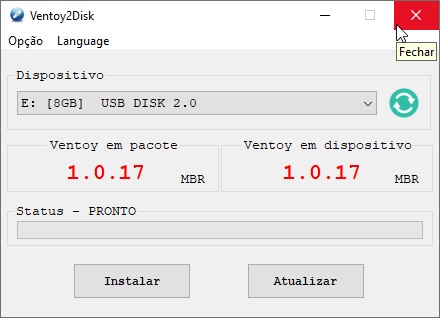 Ventoy2Disk
Opção Language
Fechar
Dispositivo
E: [8GB] USB DISK 2.0
Ventoy em pacote Ventoy em dispositivo
1.0.17 MBR 1.0.17 MBR
Status - PRONTO
Instalar Atualizar